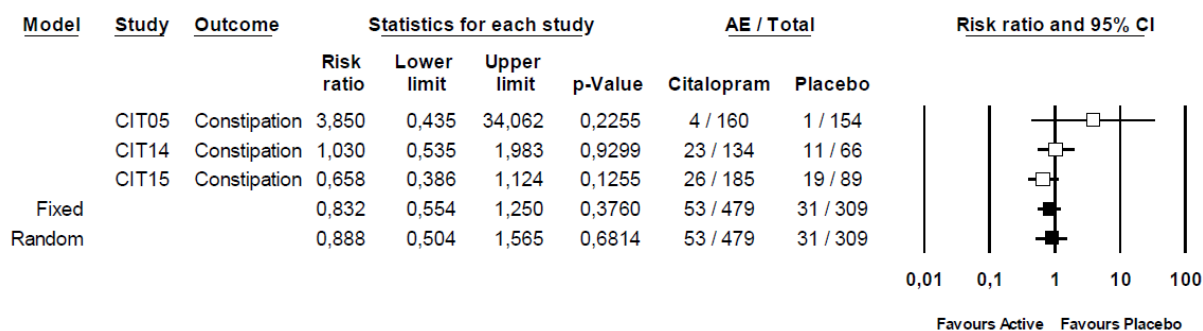 Model Study Outcome Statistics for each study AE / Total Risk ratio and 95% CI
Risk ratio Lower limit Upper limit p-Value Citalopram Placebo
CIT05 Constipation 3,850 0,435 34,062 0,2255 4 / 160 1 / 154
CIT14 Constipation 1,030 0,535 1,983 0,9299 23 / 134 11 / 66
CIT15 Constipation 0,658 0,386 1,124 0,1255 26 / 185 19 / 89
Fixed 0,832 0,554 1,250 0,3760 53 / 479 31 / 309
Random 0,888 0,504 1,565 0,6814 53 / 479 31 / 309
0,01 0,1 1 10 100
Favours Active Favours Placebo